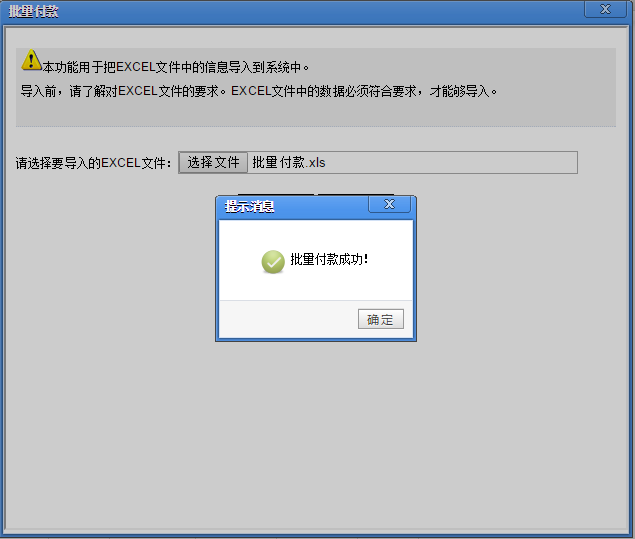 批量付款
本功能用于把EXCEL文件中的信息导入到系统中。
导入前，请了解对EXCEL文件的要求。EXCEL文件中的数据必须符合要求，才能够导入。
请选择要导入的EXCEL文件： 选择文件 批量付款.xls
提示消息
批量付款成功!
确定